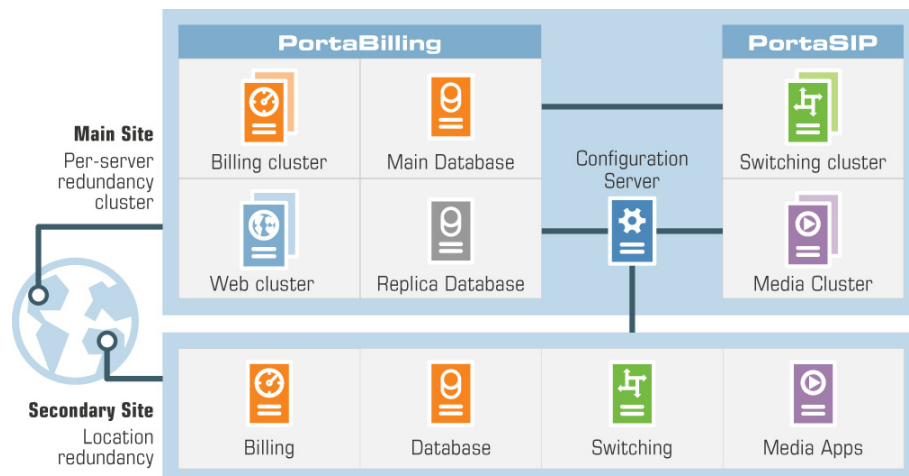 PortaBilling
PortaSIP
Main Site
Per-server
redundancy
cluster
Billing cluster
Main Database
Configuration
Server
Switching cluster
Web cluster
Replica Database
Media Cluster
Secondary Site
Location
redundancy
Billing
Database
Switching
Media Apps